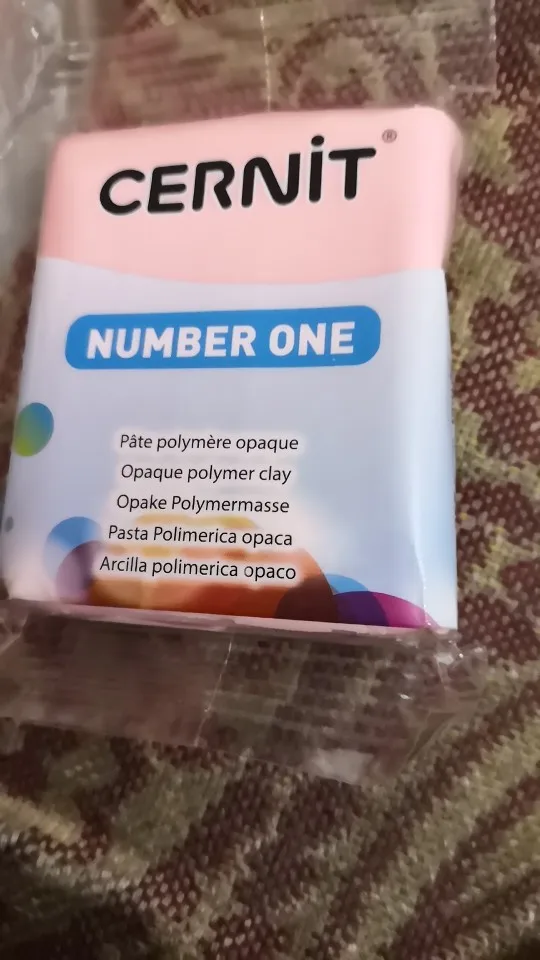 CERNiT®
NUMBER ONE
Pâte polymère opaque
Opaque polymer clay
Opake Polymermasse
Pasta Polimerica opaca
Arcilla polimerica opaco